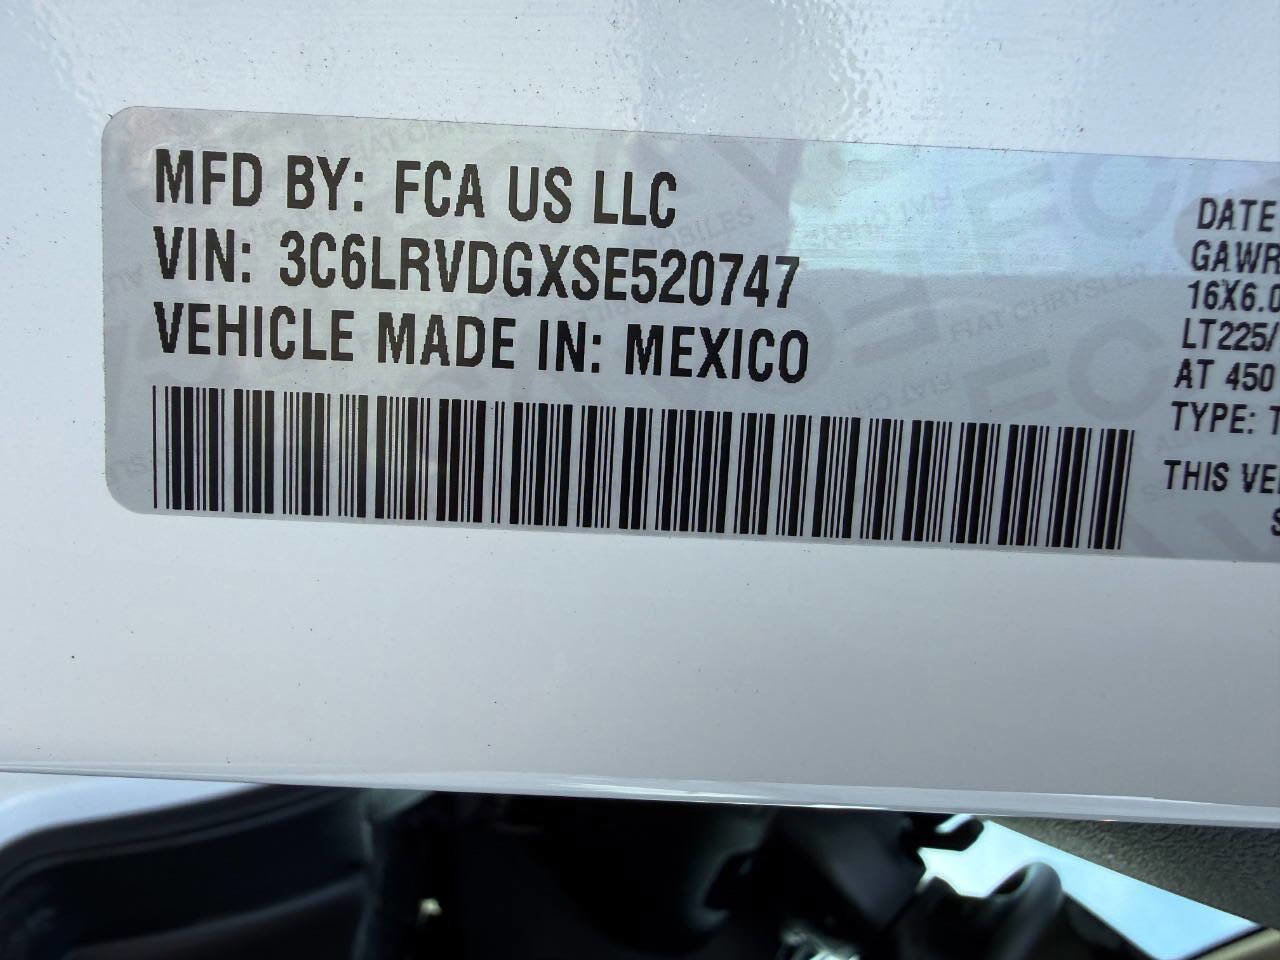 MFD BY: FCA US LLC
VIN: 3C6LRVDGXSE520747
VEHICLE MADE IN: MEXICO
DATE
GAWR
16X6.0
LT225/
AT 450
TYPE: T
THIS VE
S